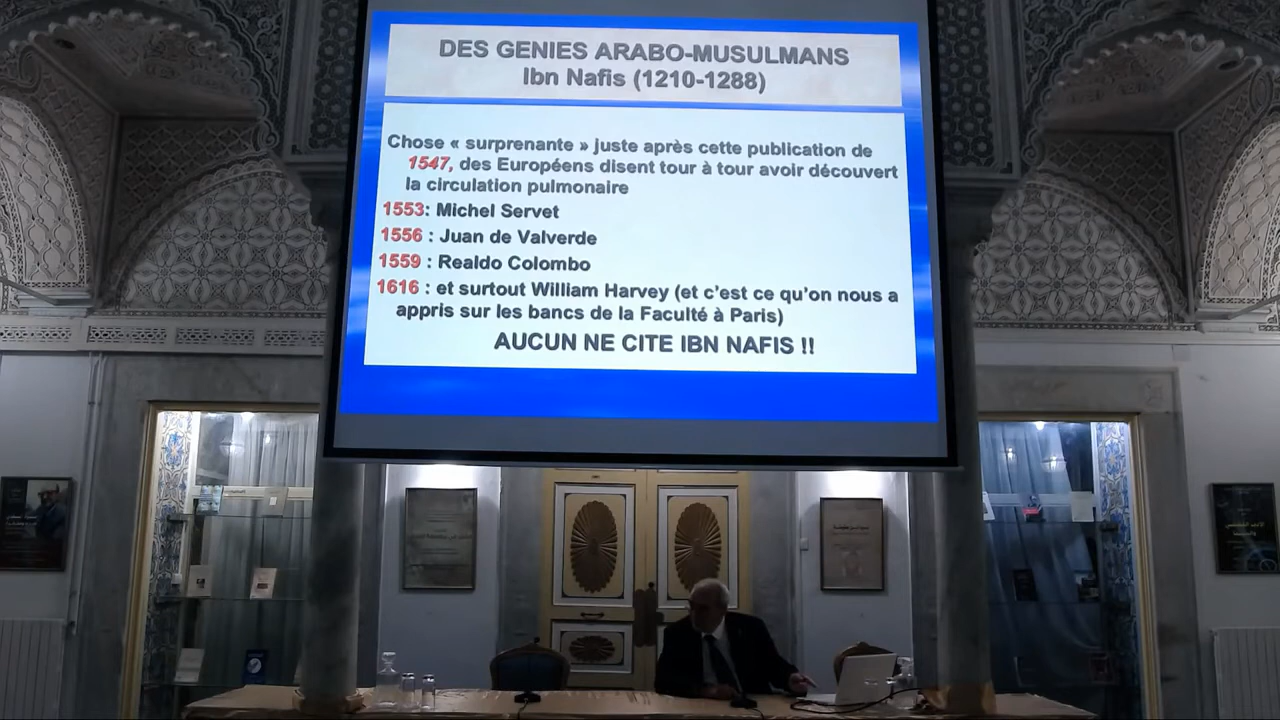 DES GENIES ARABO-MUSULMANS
Ibn Nafis (1210-1288)
Chose « surprenante » juste après cette publication de
1547, des Européens disent tour à tour avoir découvert
la circulation pulmonaire
1553: Michel Servet
1556 : Juan de Valverde
1559 : Realdo Colombo
1616 : et surtout William Harvey (et c'est ce qu'on nous a
appris sur les bancs de la Faculté à Paris)
AUCUN NE CITE IBN NAFIS !!